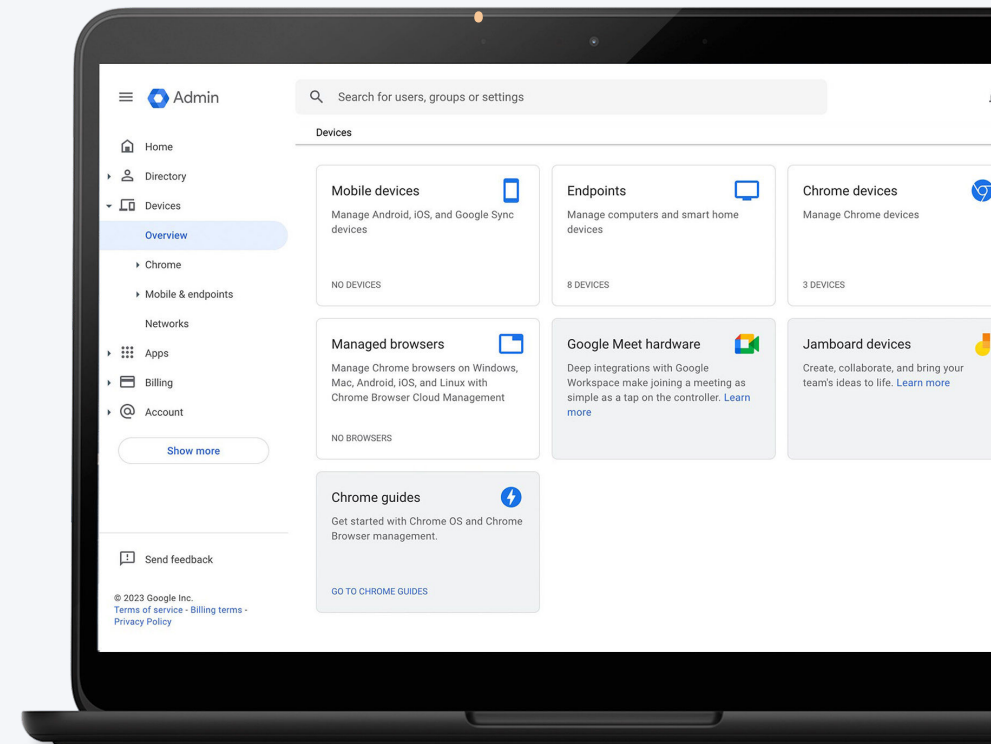 Admin
Search for users, groups or settings
Home
Directory
Devices
Overview
Chrome
Mobile & endpoints
Networks
Apps
Billing
Account
Show more
Send feedback
© 2023 Google Inc.
Terms of service - Billing terms -
Privacy Policy
Devices
Mobile devices
Manage Android, iOS, and Google Sync
devices
NO DEVICES
Endpoints
Manage computers and smart home
devices
8 DEVICES
Chrome devices
Manage Chrome devices
3 DEVICES
Managed browsers
Manage Chrome browsers on Windows,
Mac, Android, iOS, and Linux with
Chrome Browser Cloud Management
NO BROWSERS
Google Meet hardware
Deep integrations with Google
Workspace make joining a meeting as
simple as a tap on the controller. Learn
more
Jamboard devices
Create, collaborate, and bring your
team's ideas to life. Learn more
Chrome guides
Get started with Chrome OS and Chrome
Browser management.
GO TO CHROME GUIDES